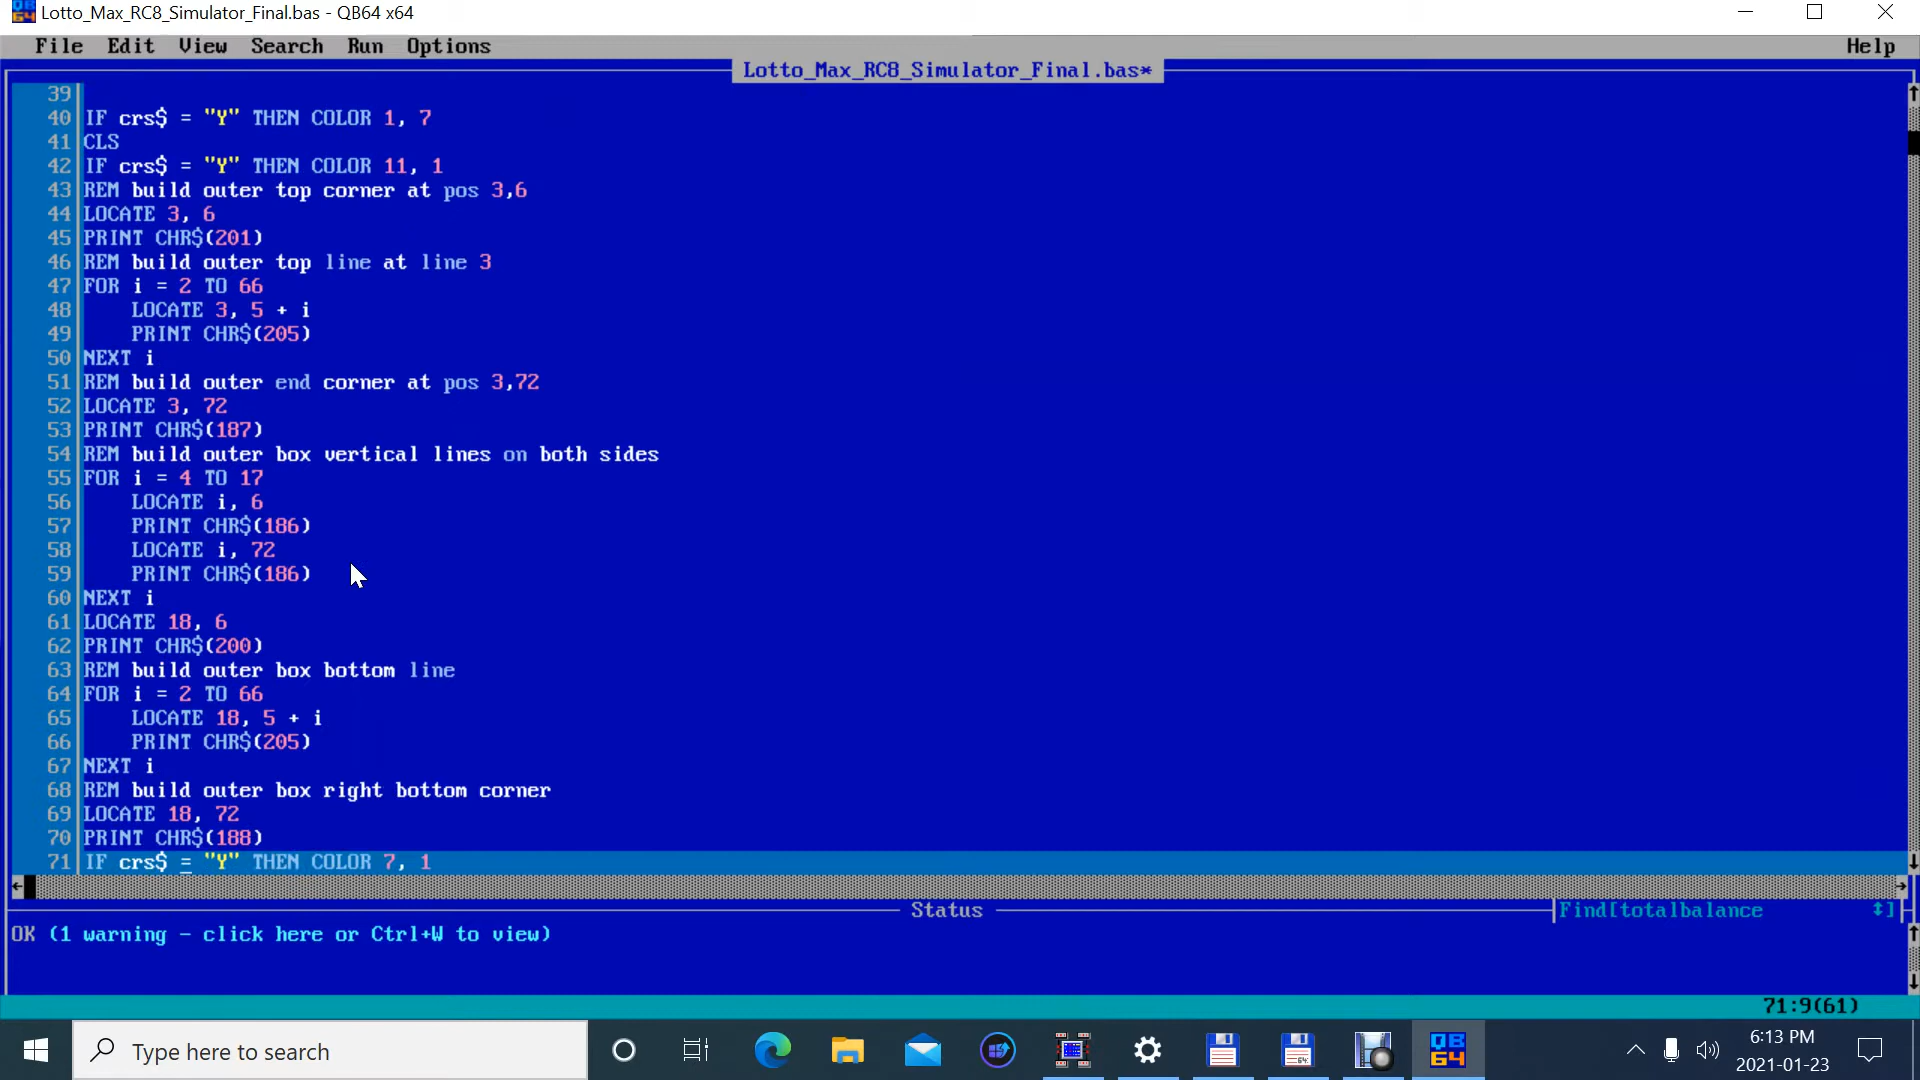 Lotto_Max_RC8_Simulator_Final.bas - QB64 x64
File Edit View Search Run Options Help
Lotto_Max_RC8_Simulator_Final.bas*
39
40 IF crs$ = "Y" THEN COLOR 1, 7
41 CLS
42 IF crs$ = "Y" THEN COLOR 11, 1
43 REM build outer top corner at pos 3,6
44 LOCATE 3, 6
45 PRINT CHR$(201)
46 REM build outer top line at line 3
47 FOR i = 2 TO 66
48 LOCATE 3, 5 + i
49 PRINT CHR$(205)
50 NEXT i
51 REM build outer end corner at pos 3,72
52 LOCATE 3, 72
53 PRINT CHR$(187)
54 REM build outer box vertical lines on both sides
55 FOR i = 4 TO 17
56 LOCATE i, 6
57 PRINT CHR$(186)
58 LOCATE i, 72
59 PRINT CHR$(186)
60 NEXT i
61 LOCATE 18, 6
62 PRINT CHR$(200)
63 REM build outer box bottom line
64 FOR i = 2 TO 66
65 LOCATE 18, 5 + i
66 PRINT CHR$(205)
67 NEXT i
68 REM build outer box right bottom corner
69 LOCATE 18, 72
70 PRINT CHR$(188)
71 IF crs$ = "Y" THEN COLOR 7, 1
Status
Find[totalbalance ]
OK (1 warning - click here or Ctrl+W to view)
71:9(61)
Type here to search
64
QB
64
6:13 PM
2021-01-23